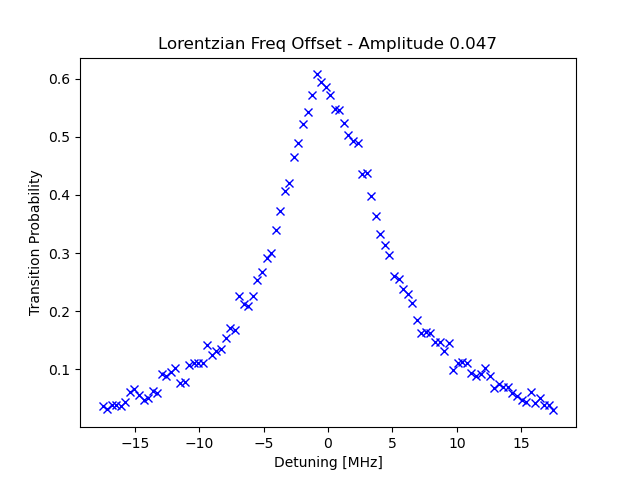 Lorentzian Freq Offset - Amplitude 0.047
Transition Probability
0.6
0.5
0.4
0.3
0.2
0.1
−15 −10 −5 0 5 10 15
Detuning [MHz]